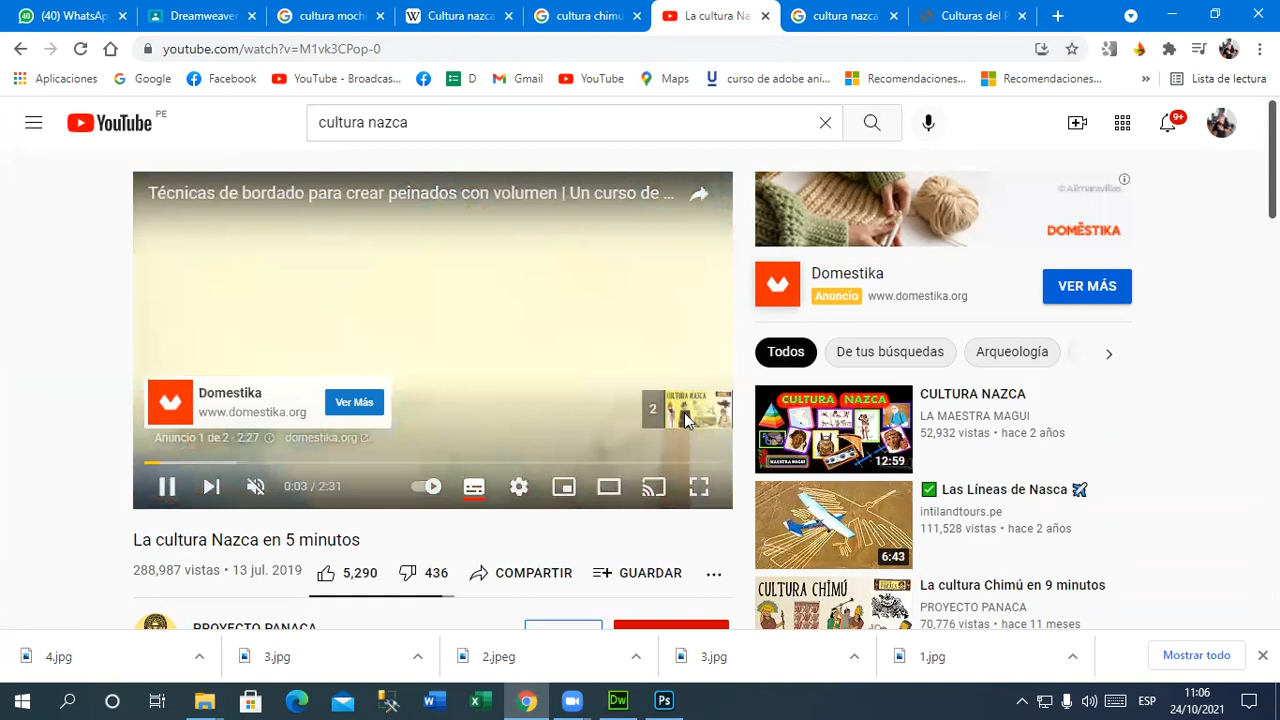 (40) WhatsA
Dreamweaver
cultura moch
Cultura nazca
cultura chimu
La cultura Na
cultura nazca
Culturas del P
youtube.com/watch?v=M1vk3CPop-0
Aplicaciones
Google
Facebook
YouTube - Broadcas...
D
Gmail
YouTube
Maps
curso de adobe ani...
Recomendaciones...
Recomendaciones...
»
Lista de lectura
YouTube PE
cultura nazca
9+
Técnicas de bordado para crear peinados con volumen | Un curso de ...
Domestika
www.domestika.org
Ver Más
2
Anuncio 1 de 2 · 2:27
domestika.org
0:03 / 2:31
© Alimaravillas
DOMESTIKA
Domestika
Anuncio www.domestika.org
VER MÁS
Todos
De tus búsquedas
Arqueología
CULTURA NAZCA
MAESTRA MAGUI
12:59
CULTURA NAZCA
LA MAESTRA MAGUI
52,932 vistas • hace 2 años
6:43
Las Líneas de Nasca
intilandtours.pe
111,528 vistas • hace 2 años
CULTURA CHIMÚ
La cultura Chimú en 9 minutos
PROYECTO PANACA
70,776 vistas • hace 11 meses
La cultura Nazca en 5 minutos
288,987 vistas • 13 jul. 2019
5,290
436
COMPARTIR
GUARDAR
PROYECTO PANACA
4.jpg
3.jpg
2.jpeg
3.jpg
1.jpg
Mostrar todo
ESP
11:06
24/10/2021